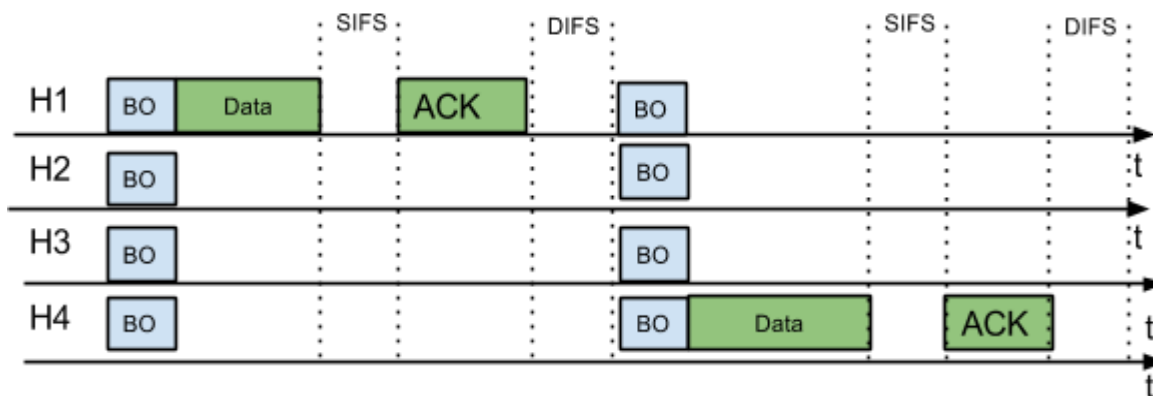 SIFS DIFS SIFS DIFS
H1 BO Data ACK BO
t
H2 BO BO
t
H3 BO BO
t
H4 BO BO Data ACK
t